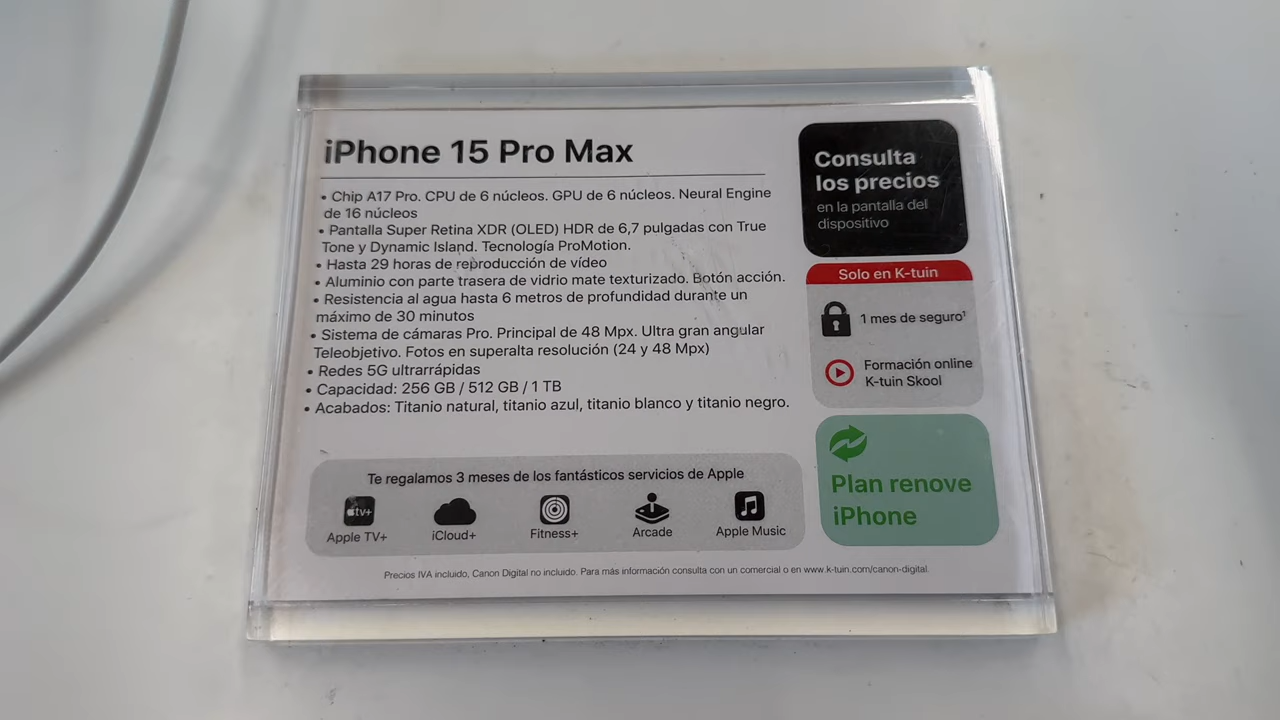 iPhone 15 Pro Max
• Chip A17 Pro. CPU de 6 núcleos. GPU de 6 núcleos. Neural Engine
de 16 núcleos
• Pantalla Super Retina XDR (OLED) HDR de 6,7 pulgadas con True
Tone y Dynamic Island. Tecnología ProMotion.
• Hasta 29 horas de reproducción de vídeo
• Aluminio con parte trasera de vidrio mate texturizado. Botón acción.
• Resistencia al agua hasta 6 metros de profundidad durante un
máximo de 30 minutos
• Sistema de cámaras Pro. Principal de 48 Mpx. Ultra gran angular
Teleobjetivo. Fotos en superalta resolución (24 y 48 Mpx)
• Redes 5G ultrarrápidas
• Capacidad: 256 GB / 512 GB / 1 TB
• Acabados: Titanio natural, titanio azul, titanio blanco y titanio negro.
Te regalamos 3 meses de los fantásticos servicios de Apple
tv+
Apple TV+
iCloud+
Fitness+
Arcade
Apple Music
Consulta
los precios
en la pantalla del
dispositivo
Solo en K-tuin
1 mes de seguro¹
Formación online
K-tuin Skool
Plan renove
iPhone
Precios IVA incluido, Canon Digital no incluido. Para más información consulta con un comercial o en www.k-tuin.com/canon-digital.